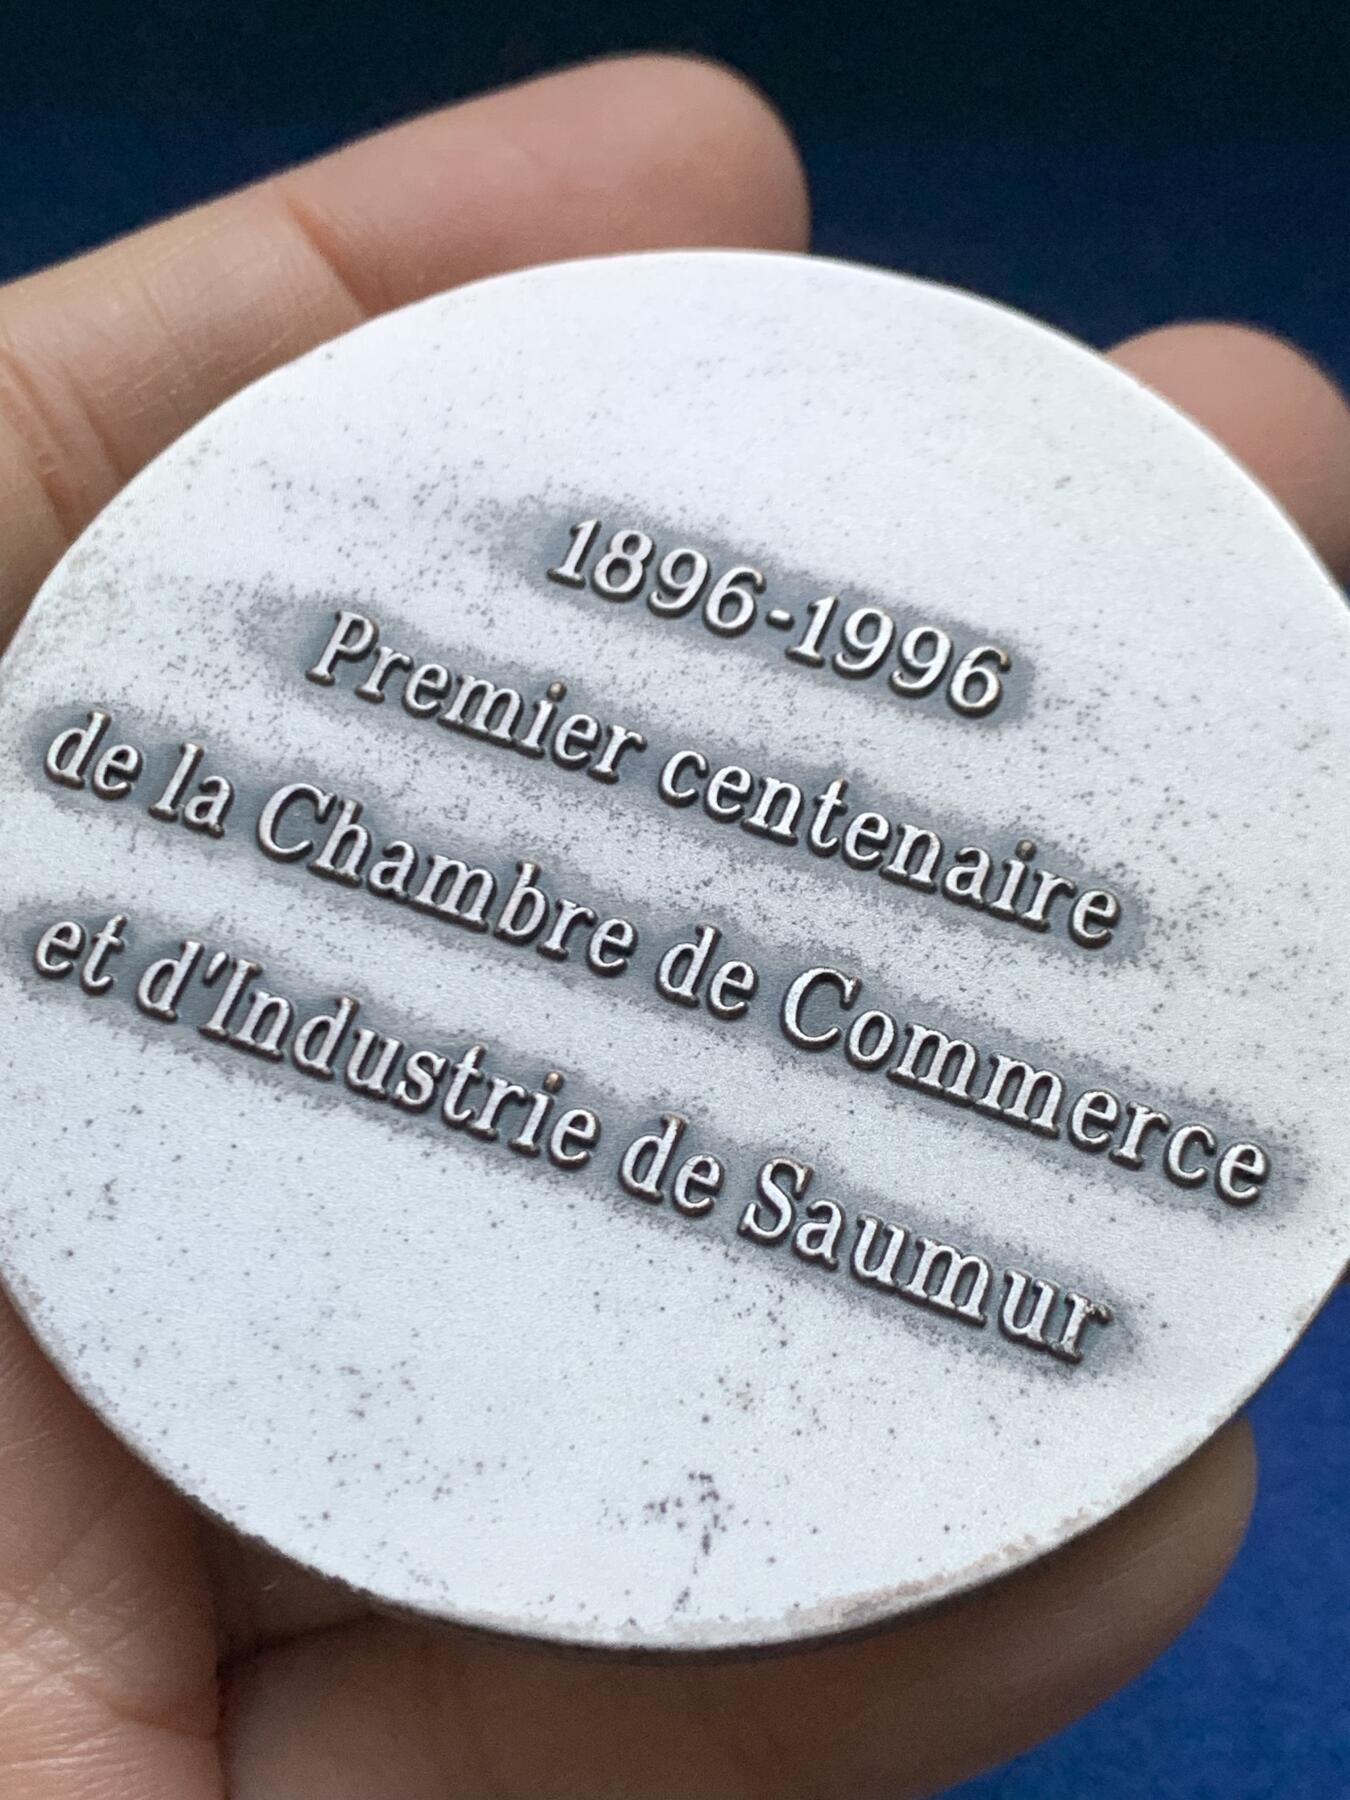 1896-1996
Premier centenaire
de la Chambre de Commerce
et d'Industrie de Saumur